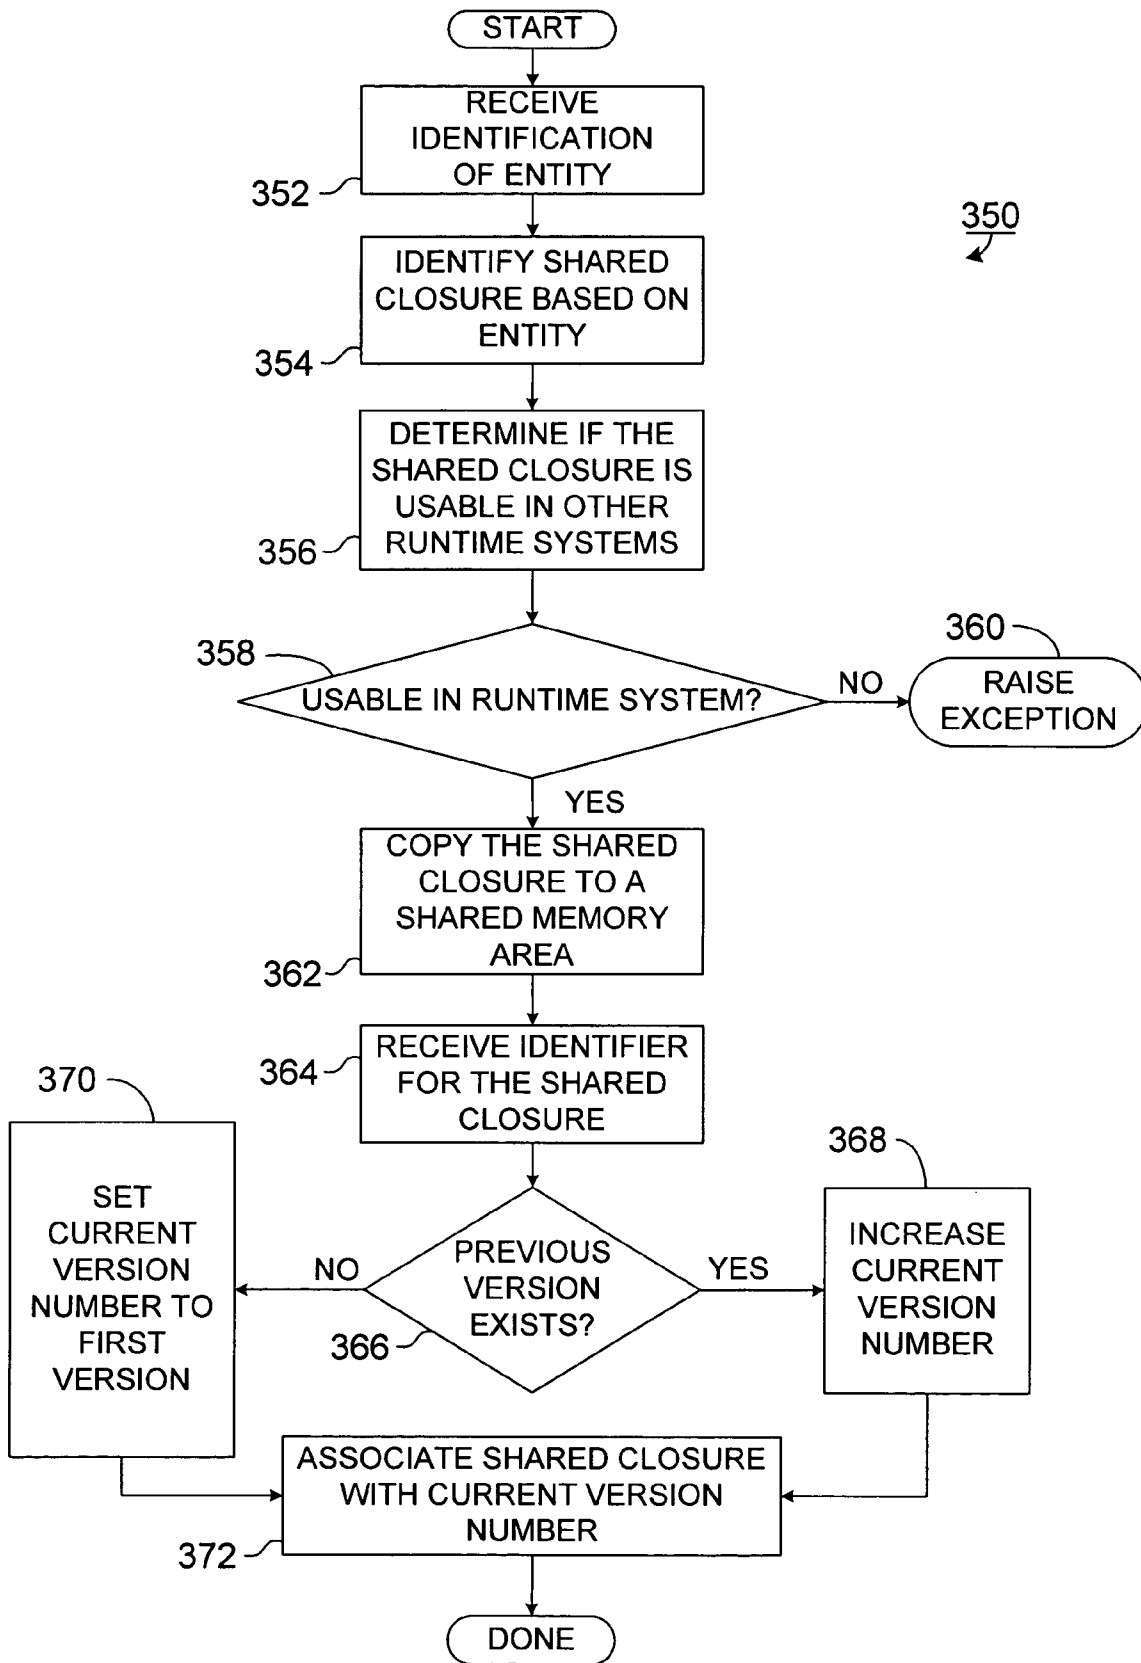 START
RECEIVE
IDENTIFICATION
OF ENTITY
352
350
IDENTIFY SHARED
CLOSURE BASED ON
ENTITY
354
DETERMINE IF THE
SHARED CLOSURE IS
USABLE IN OTHER
RUNTIME SYSTEMS
356
358
USABLE IN RUNTIME SYSTEM?
NO
360
RAISE
EXCEPTION
YES
COPY THE SHARED
CLOSURE TO A
SHARED MEMORY
AREA
362
RECEIVE IDENTIFIER
FOR THE SHARED
CLOSURE
364
370
SET
CURRENT
VERSION
NUMBER TO
FIRST
VERSION
NO
PREVIOUS
VERSION
EXISTS?
366
YES
368
INCREASE
CURRENT
VERSION
NUMBER
ASSOCIATE SHARED CLOSURE
WITH CURRENT VERSION
NUMBER
372
DONE